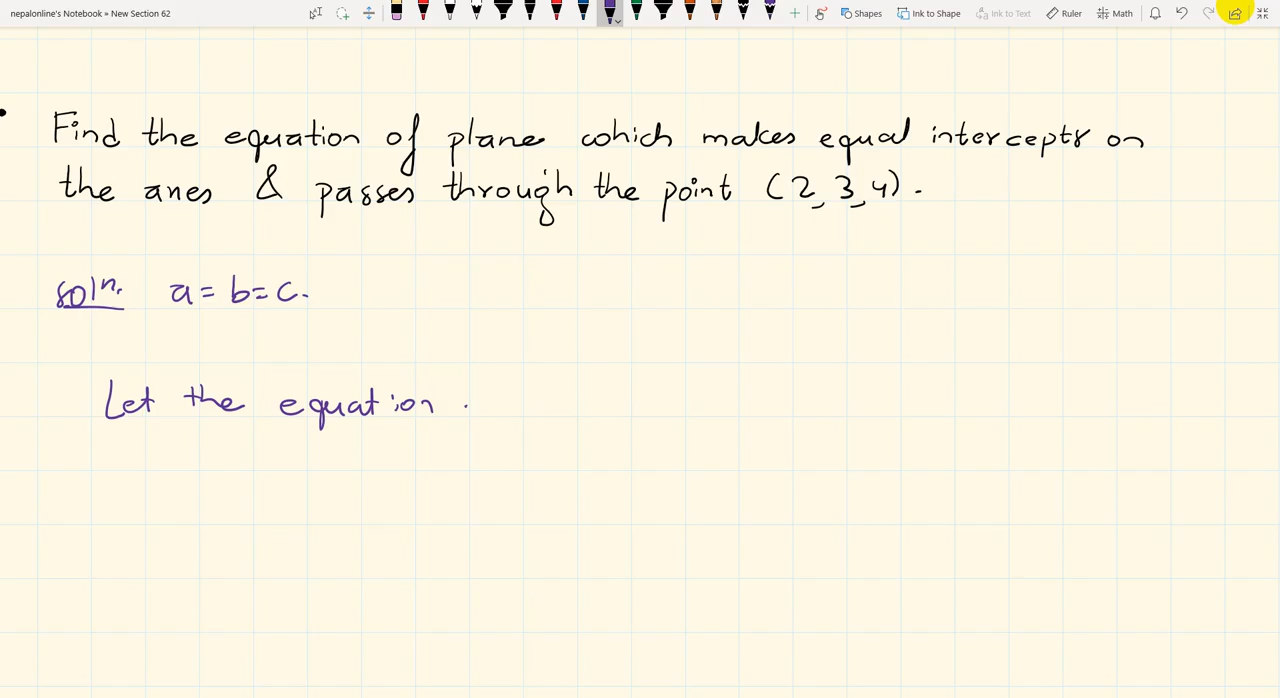 nepalonline's Notebook » New Section 62
Shapes Ink to Shape Ink to Text Ruler Math
Find the equation of plane which makes equal intercepts on
the axes & passes through the point (2, 3, 4).
soln. a = b = c.
Let the equation .